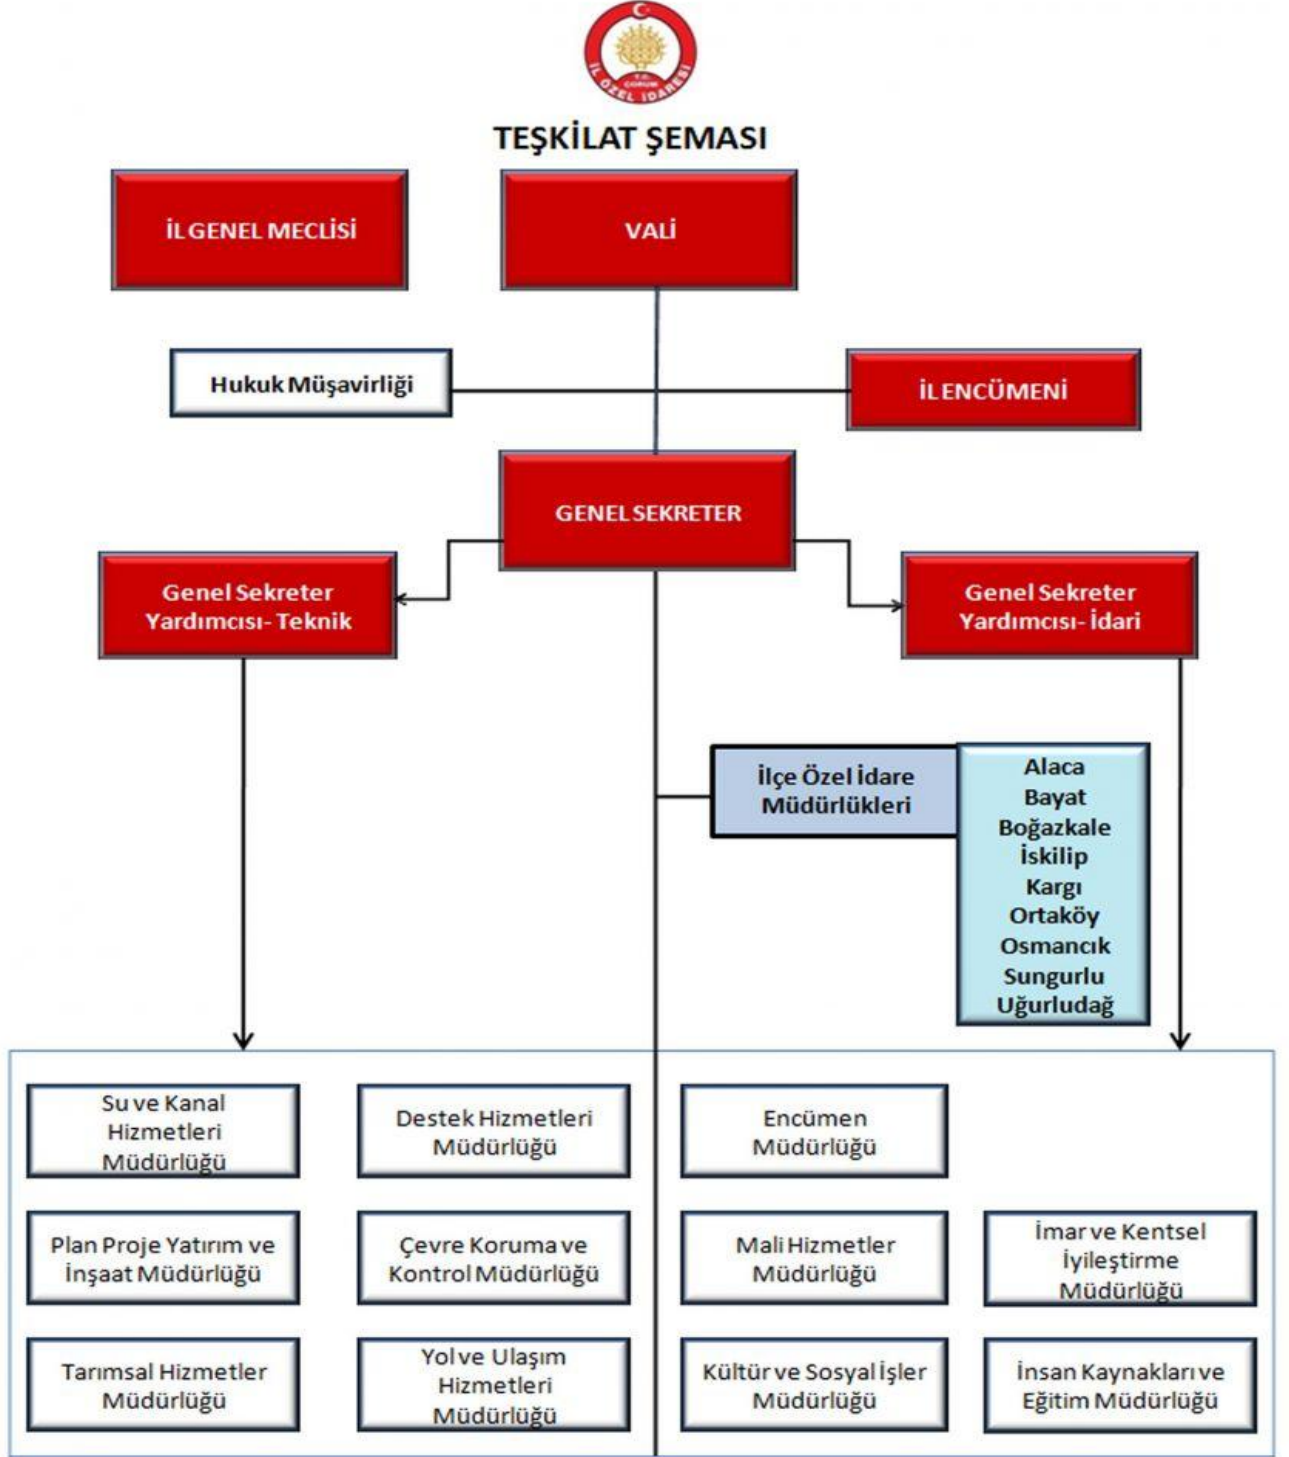 T.C.
ÇORUM
İL ÖZEL İDARESİ
TEŞKİLAT ŞEMASI
İL GENEL MECLİSİ
VALİ
Hukuk Müşavirliği
İL ENCÜMENİ
GENEL SEKRETER
Genel Sekreter
Yardımcısı- Teknik
Genel Sekreter
Yardımcısı- İdari
İlçe Özel İdare
Müdürlükleri
Alaca
Bayat
Boğazkale
İskilip
Kargı
Ortaköy
Osmancık
Sungurlu
Uğurludağ
Su ve Kanal
Hizmetleri
Müdürlüğü
Destek Hizmetleri
Müdürlüğü
Encümen
Müdürlüğü
Plan Proje Yatırım ve
İnşaat Müdürlüğü
Çevre Koruma ve
Kontrol Müdürlüğü
Mali Hizmetler
Müdürlüğü
İmar ve Kentsel
İyileştirme
Müdürlüğü
Tarımsal Hizmetler
Müdürlüğü
Yol ve Ulaşım
Hizmetleri
Müdürlüğü
Kültür ve Sosyal İşler
Müdürlüğü
İnsan Kaynakları ve
Eğitim Müdürlüğü